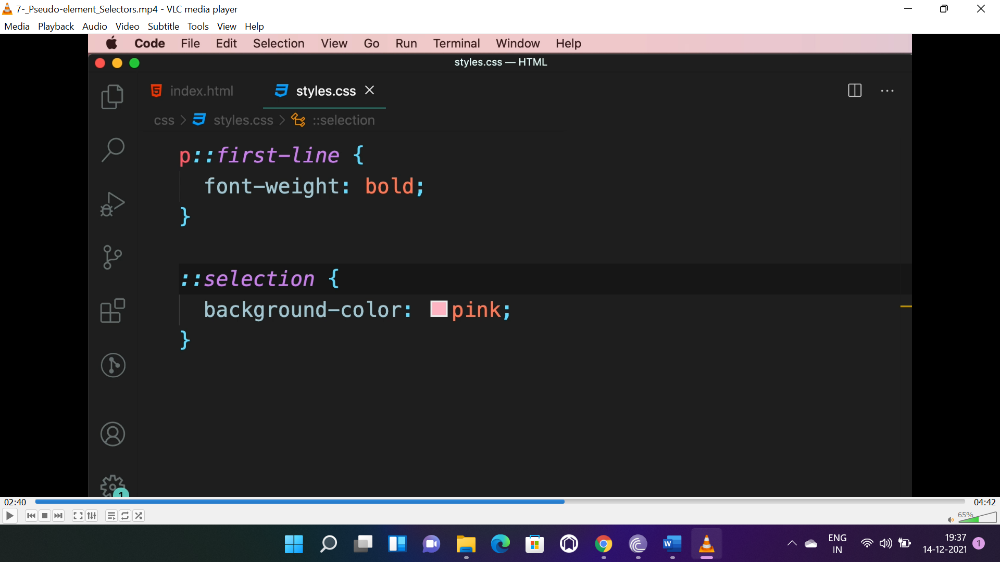 7-_Pseudo-element_Selectors.mp4 - VLC media player
Media Playback Audio Video Subtitle Tools View Help
Code File Edit Selection View Go Run Terminal Window Help
styles.css — HTML
index.html styles.css
css > styles.css > ::selection
p::first-line {
font-weight: bold;
}
::selection {
background-color: pink;
}
1
02:40 04:42
65%
ENG
IN
19:37
14-12-2021
1